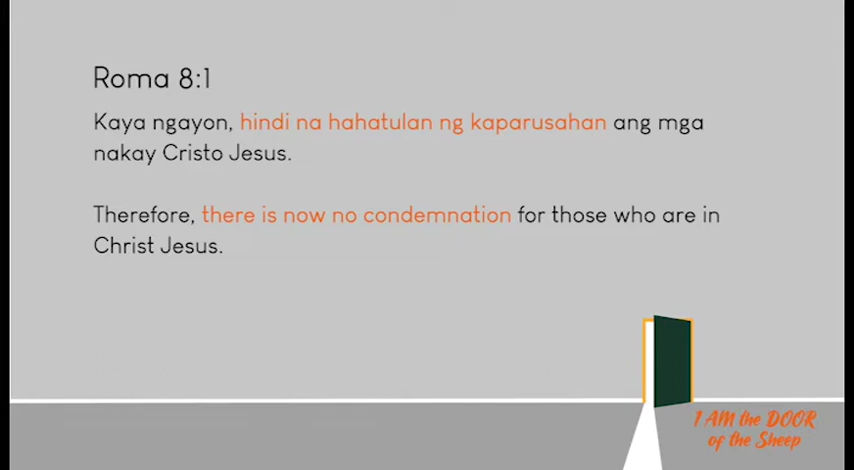 Roma 8:1
Kaya ngayon, hindi na hahatulan ng kaparusahan ang mga
nakay Cristo Jesus.
Therefore, there is now no condemnation for those who are in
Christ Jesus.
I AM the DOOR
of the Sheep